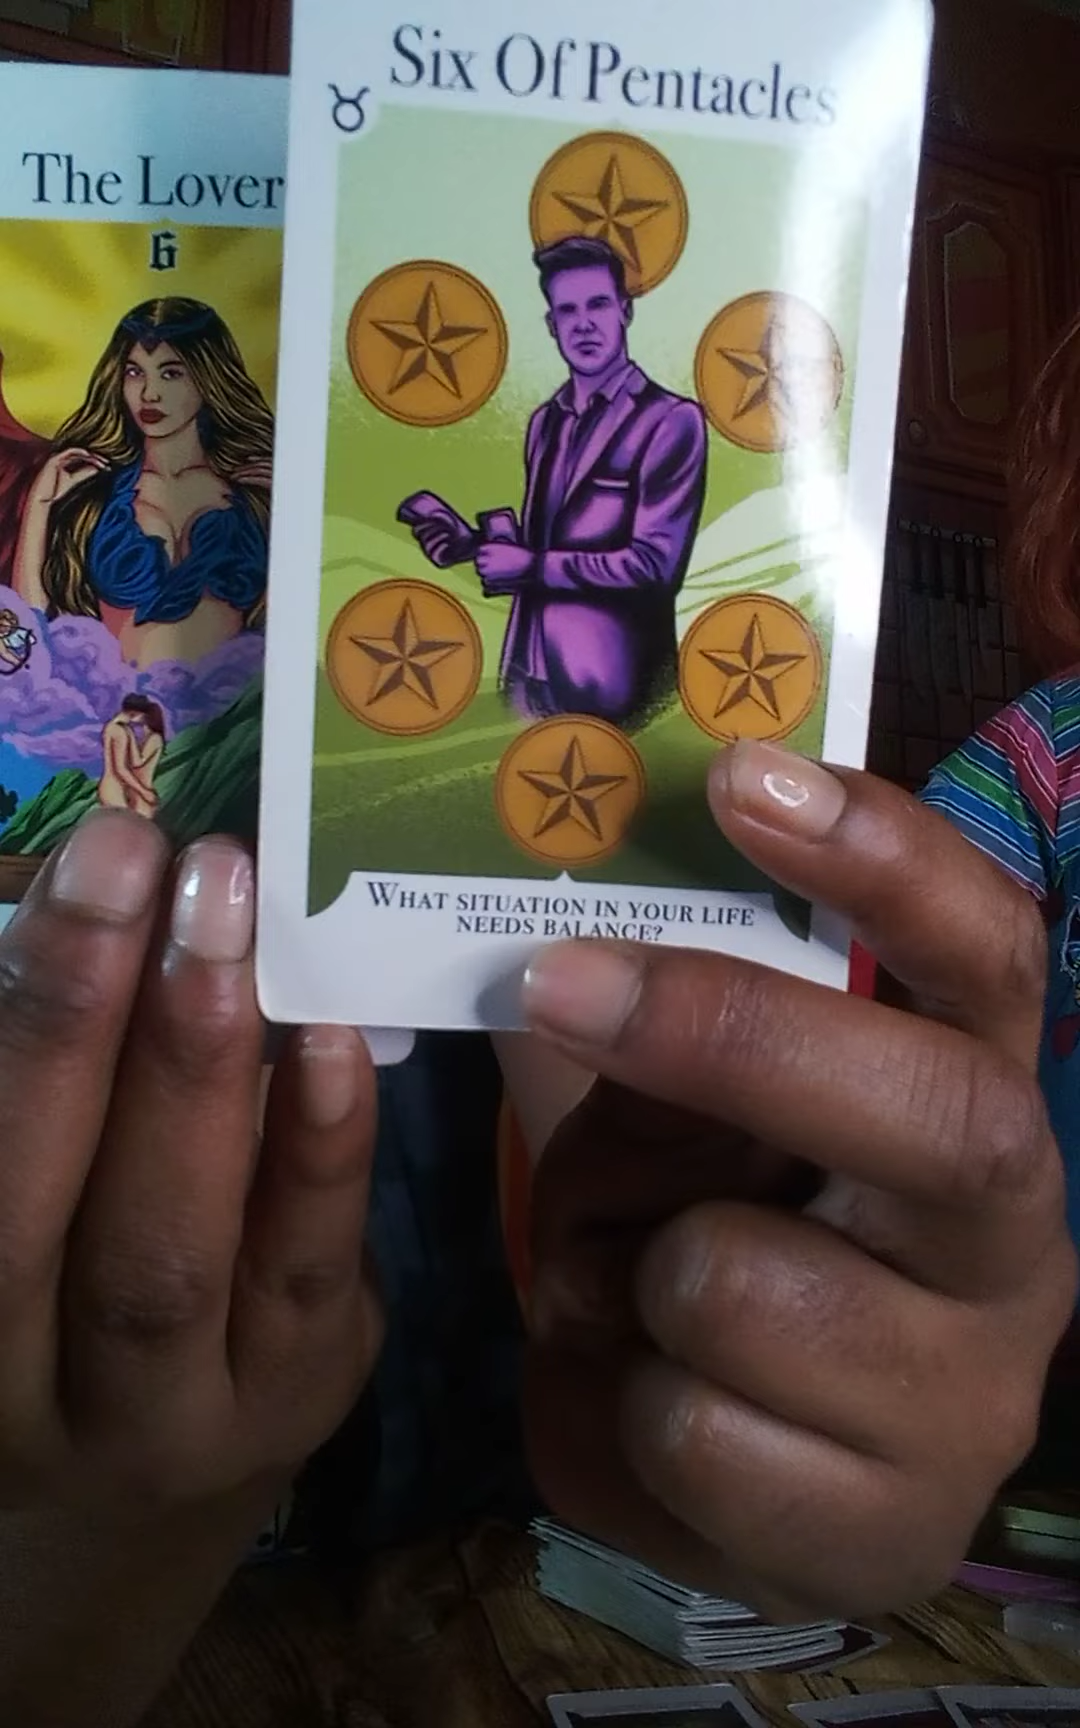 Six Of Pentacles
The Lover
6
WHAT SITUATION IN YOUR LIFE
NEEDS BALANCE?